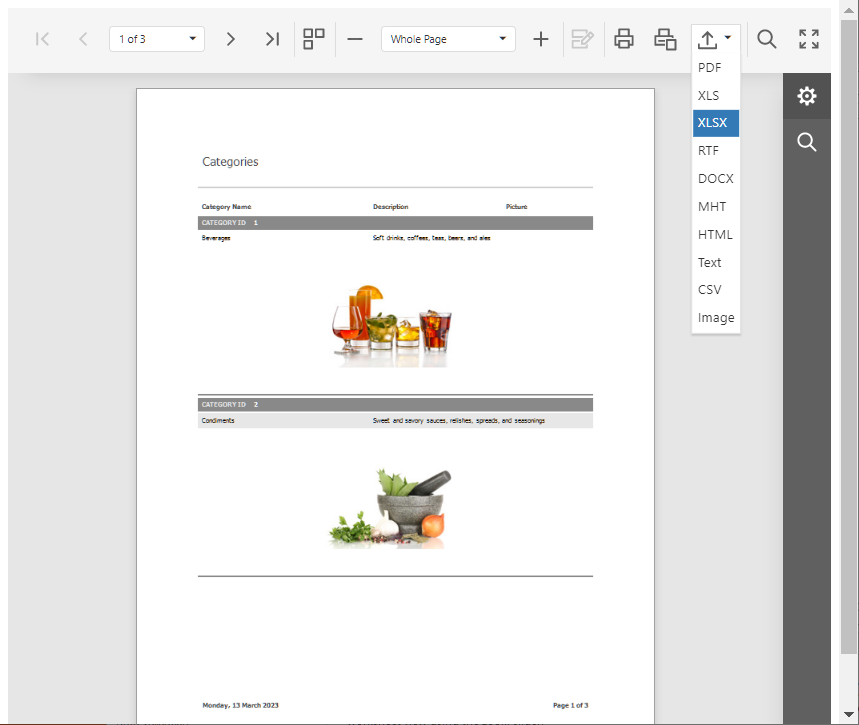 1 of 3
Whole Page
PDF
XLS
XLSX
RTF
DOCX
MHT
HTML
Text
CSV
Image
Categories
Category Name Description Picture
CATEGORY ID 1
Beverages Soft drinks, coffees, teas, beers, and ales
CATEGORY ID 2
Condiments Sweet and savory sauces, relishes, spreads, and seasonings
Monday, 13 March 2023 Page 1 of 3